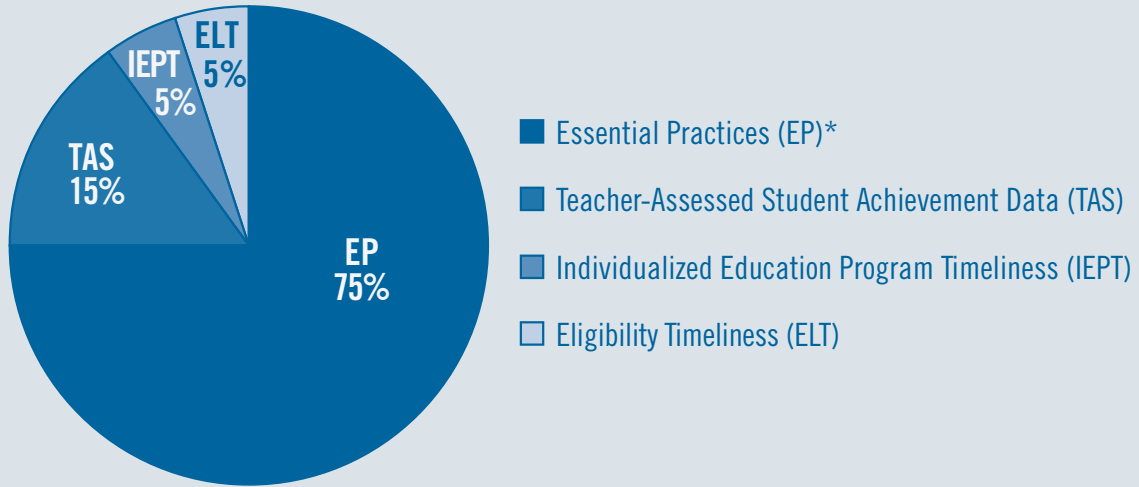 ELT
5%
IEPT
5%
TAS
15%
EP
75%
Essential Practices (EP)*
Teacher-Assessed Student Achievement Data (TAS)
Individualized Education Program Timeliness (IEPT)
Eligibility Timeliness (ELT)